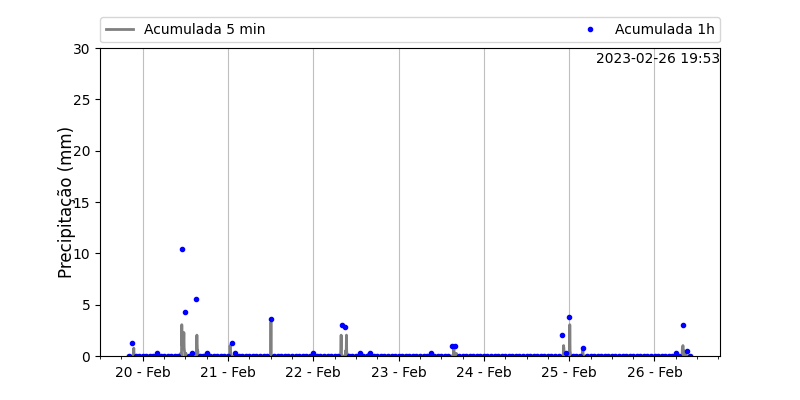 Acumulada 5 min
Acumulada 1h
2023-02-26 19:53
Precipitação (mm)
30
25
20
15
10
5
0
20 - Feb
21 - Feb
22 - Feb
23 - Feb
24 - Feb
25 - Feb
26 - Feb